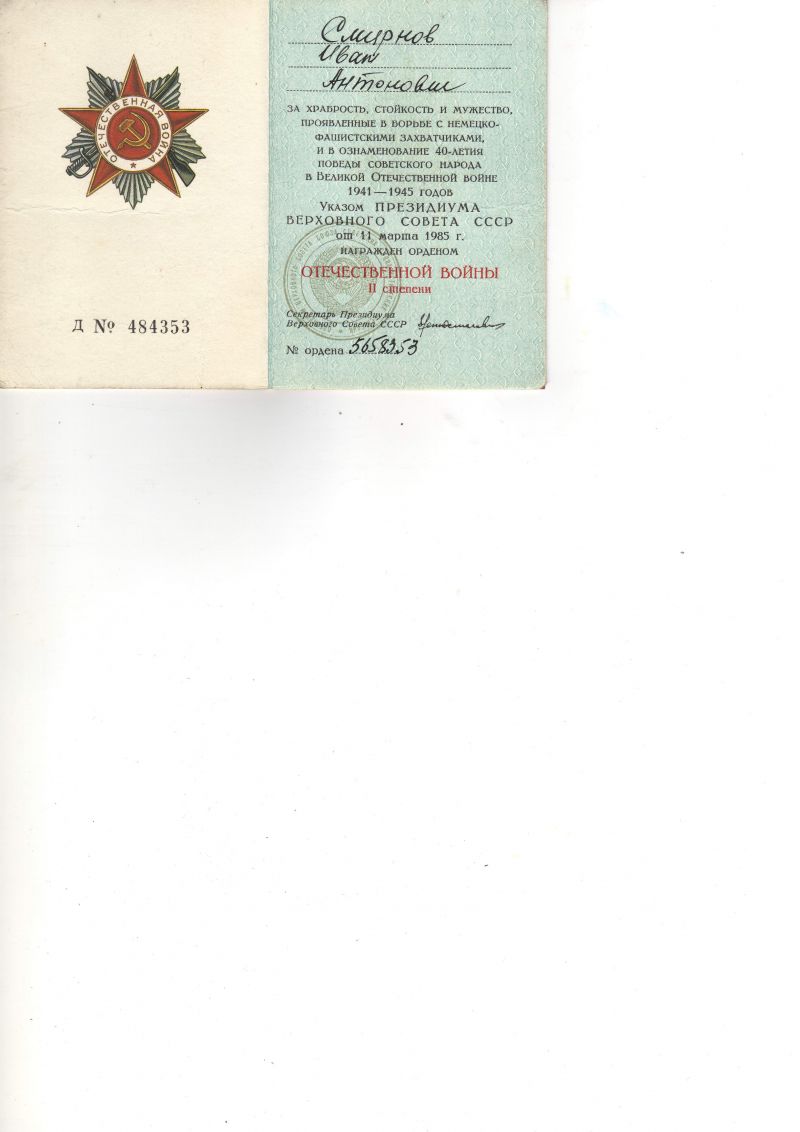 ОТЕЧЕСТВЕННАЯ ВОЙНА
Д № 484353
Смирнов
Иван
Антонович
ЗА ХРАБРОСТЬ, СТОЙКОСТЬ И МУЖЕСТВО,
ПРОЯВЛЕННЫЕ В БОРЬБЕ С НЕМЕЦКО-
ФАШИСТСКИМИ ЗАХВАТЧИКАМИ,
И В ОЗНАМЕНОВАНИЕ 40-ЛЕТИЯ
ПОБЕДЫ СОВЕТСКОГО НАРОДА
В ВЕЛИКОЙ ОТЕЧЕСТВЕННОЙ ВОЙНЕ
1941—1945 ГОДОВ
УКАЗОМ ПРЕЗИДИУМА
ВЕРХОВНОГО СОВЕТА СССР
от 11 марта 1985 г.
НАГРАЖДЕН ОРДЕНОМ
ОТЕЧЕСТВЕННОЙ ВОЙНЫ
II степени
Секретарь Президиума
Верховного Совета СССР
№ ордена 5658353